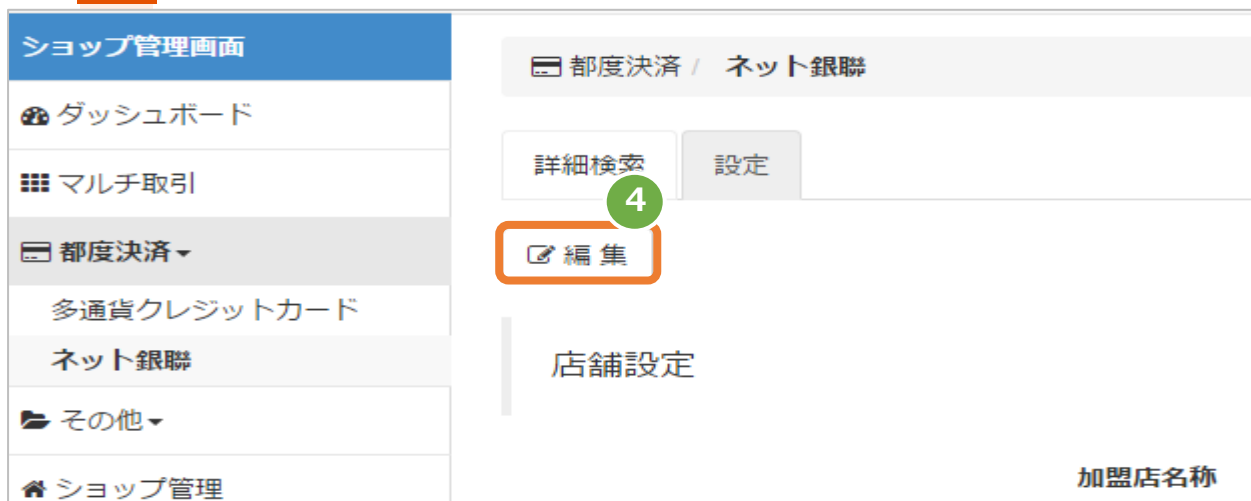 ショップ管理画面
ダッシュボード
マルチ取引
都度決済
多通貨クレジットカード
ネット銀聯
その他
ショップ管理
都度決済 / ネット銀聯
詳細検索 設定
4
編 集
店舗設定
加盟店名称